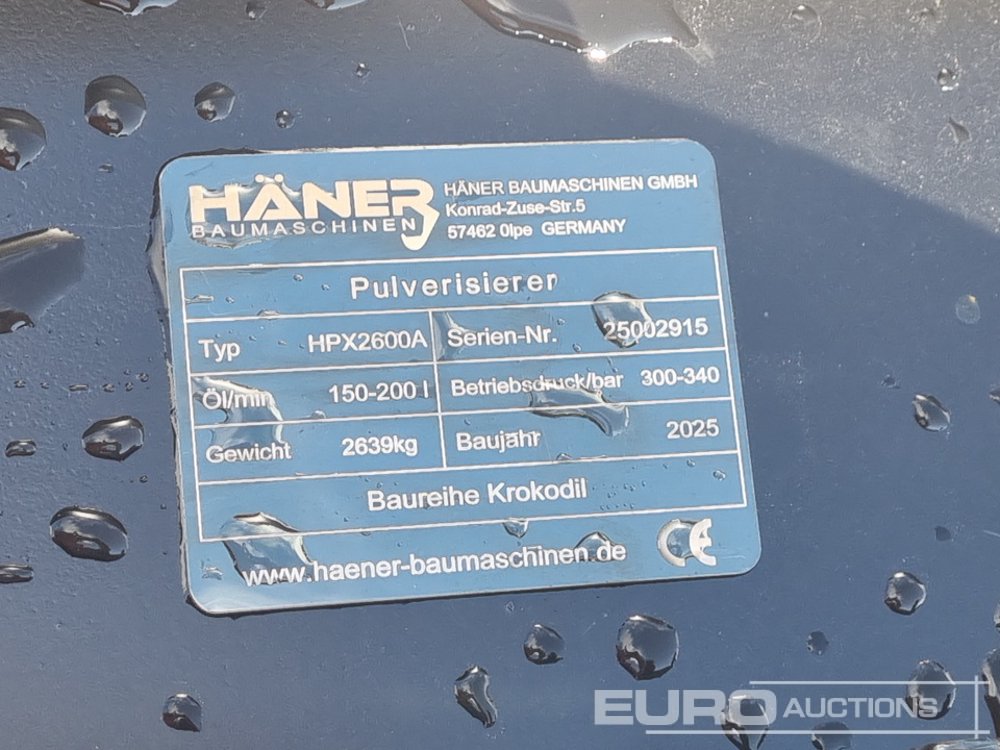 HÄNER
BAUMASCHINEN
HÄNER BAUMASCHINEN GMBH
Konrad-Zuse-Str.5
57462 Olpe GERMANY
Pulverisierer
Typ HPX2600A Serien-Nr. 25002915
Öl/min 150-200 l Betriebsdruck/bar 300-340
Gewicht 2639kg Baujahr 2025
Baureihe Krokodil
www.haener-baumaschinen.de CE
EURO AUCTIONS